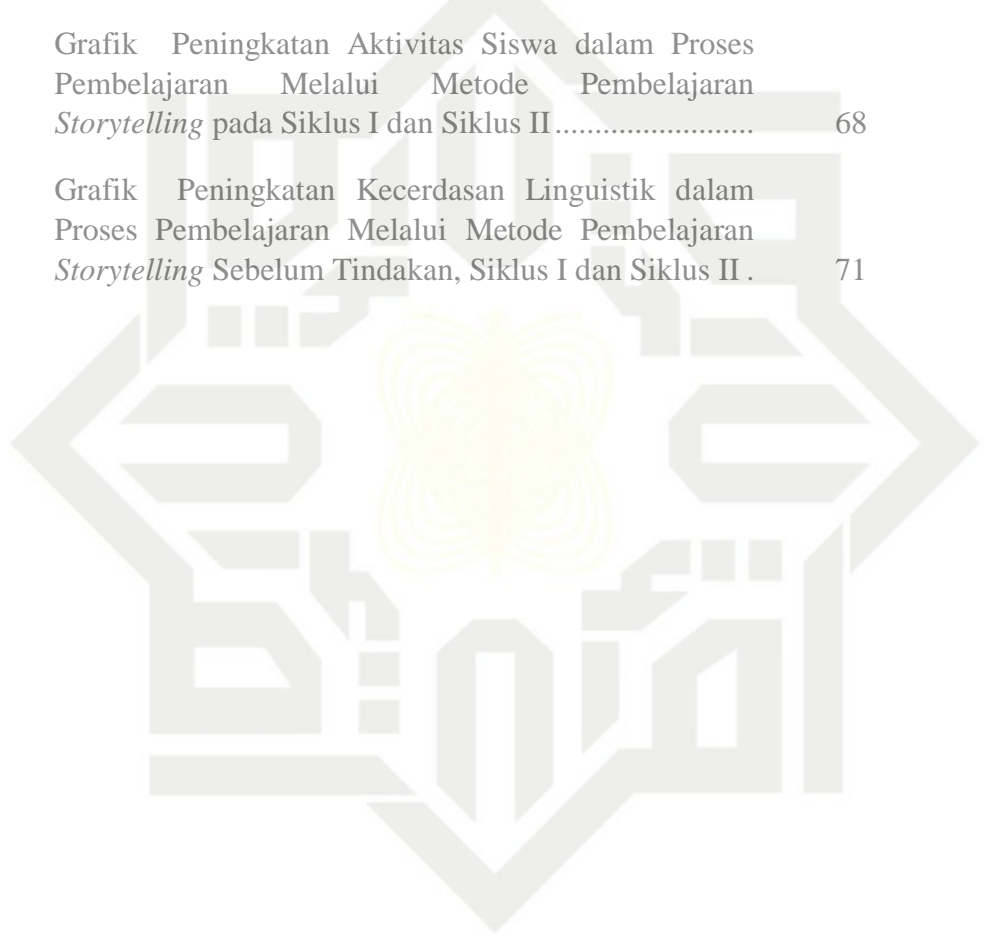 Grafik Peningkatan Aktivitas Siswa dalam Proses
Pembelajaran Melalui Metode Pembelajaran
Storytelling pada Siklus I dan Siklus II......................... 68
Grafik Peningkatan Kecerdasan Linguistik dalam
Proses Pembelajaran Melalui Metode Pembelajaran
Storytelling Sebelum Tindakan, Siklus I dan Siklus II . 71